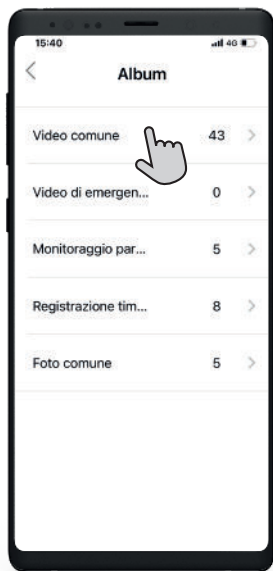 15:40 4G
Album
Video comune 43
Video di emergen... 0
Monitoraggio par... 5
Registrazione tim... 8
Foto comune 5